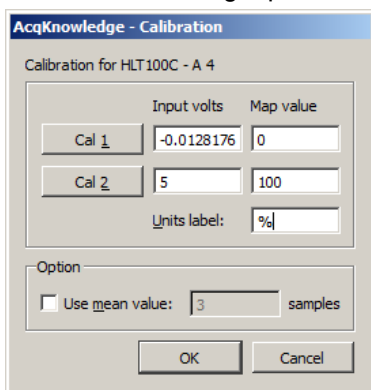 AcqKnowledge - Calibration
Calibration for HLT100C - A 4
Input volts Map value
Cal 1 -0.0128176 0
Cal 2 5 100
Units label: %
Option
Use mean value: 3 samples
OK Cancel